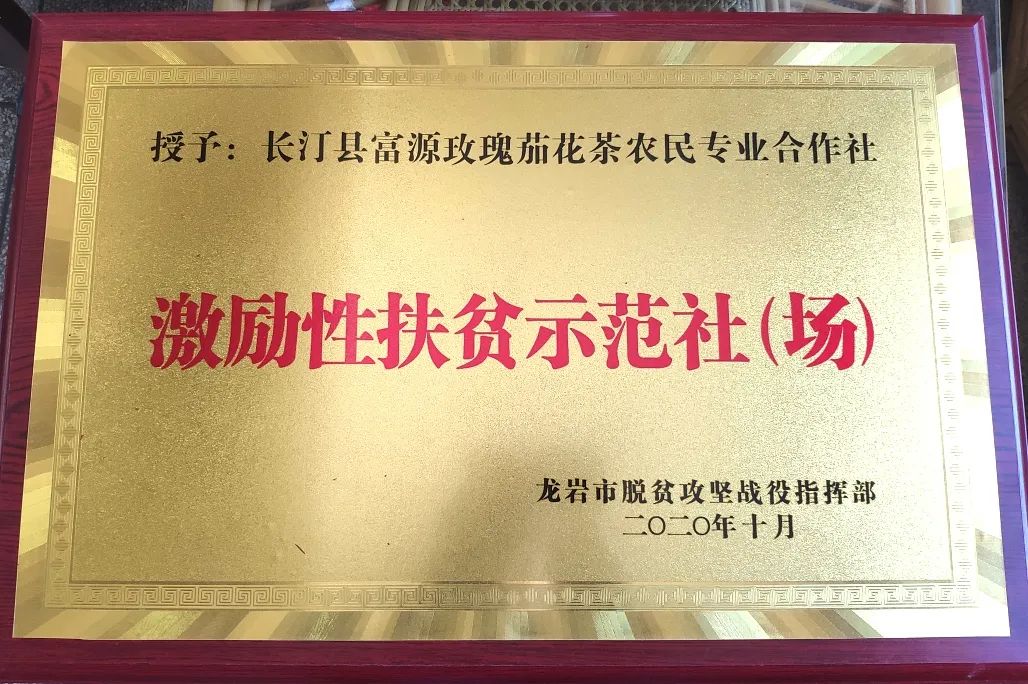 授予：长汀县富源玫瑰茄花茶农民专业合作社
激励性扶贫示范社（场）
龙岩市脱贫攻坚战役指挥部
二〇二〇年十月